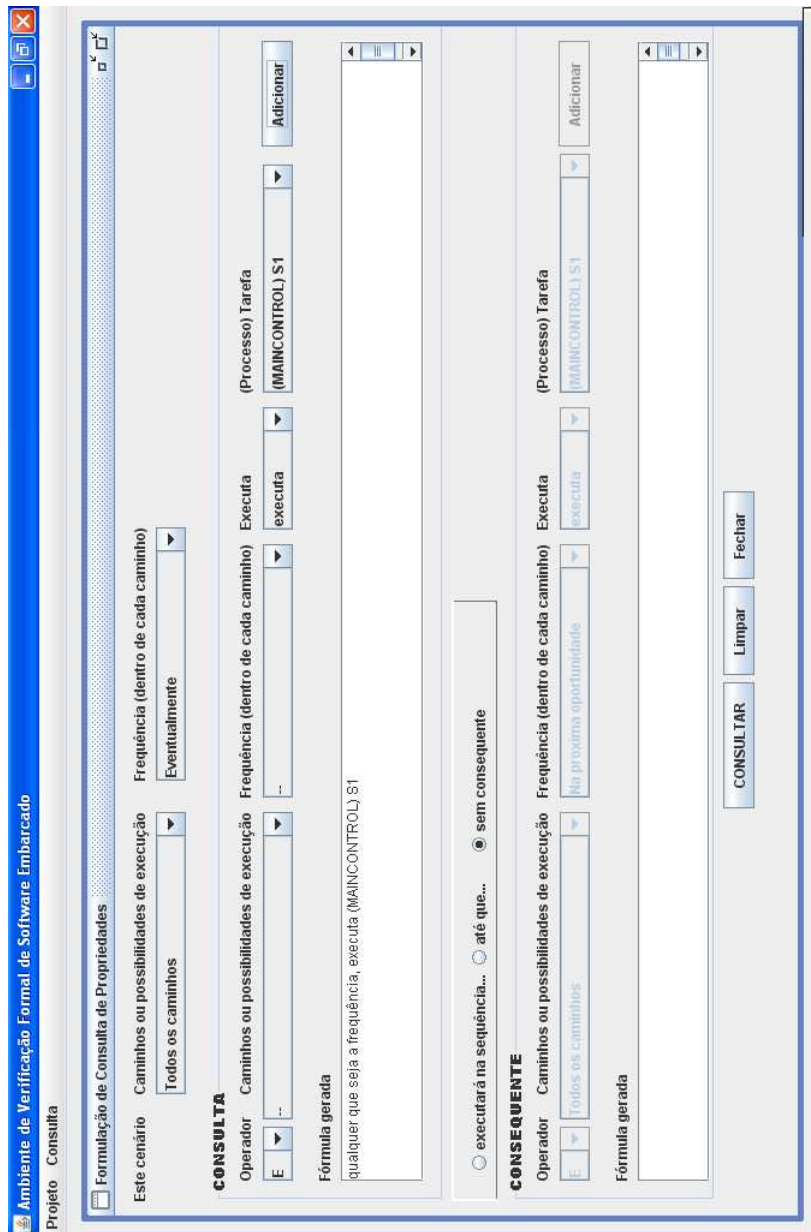 Ambiente de Verificação Formal de Software Embarcado
Projeto Consulta
Formulação de Consulta de Propriedades
Este cenário Caminhos ou possibilidades de execução Frequência (dentro de cada caminho)
Todos os caminhos Eventualmente
CONSULTA
Operador Caminhos ou possibilidades de execução Frequência (dentro de cada caminho) Executa (Processo) Tarefa
E -- -- executa (MAINCONTROL) S1 Adicionar
Fórmula gerada
qualquer que seja a frequência, executa (MAINCONTROL) S1
executará na sequência... até que... sem consequente
CONSEQUENTE
Operador Caminhos ou possibilidades de execução Frequência (dentro de cada caminho) Executa (Processo) Tarefa
E Todos os caminhos Na proxima oportunidade executa (MAINCONTROL) S1 Adicionar
Fórmula gerada
CONSULTAR Limpar Fechar